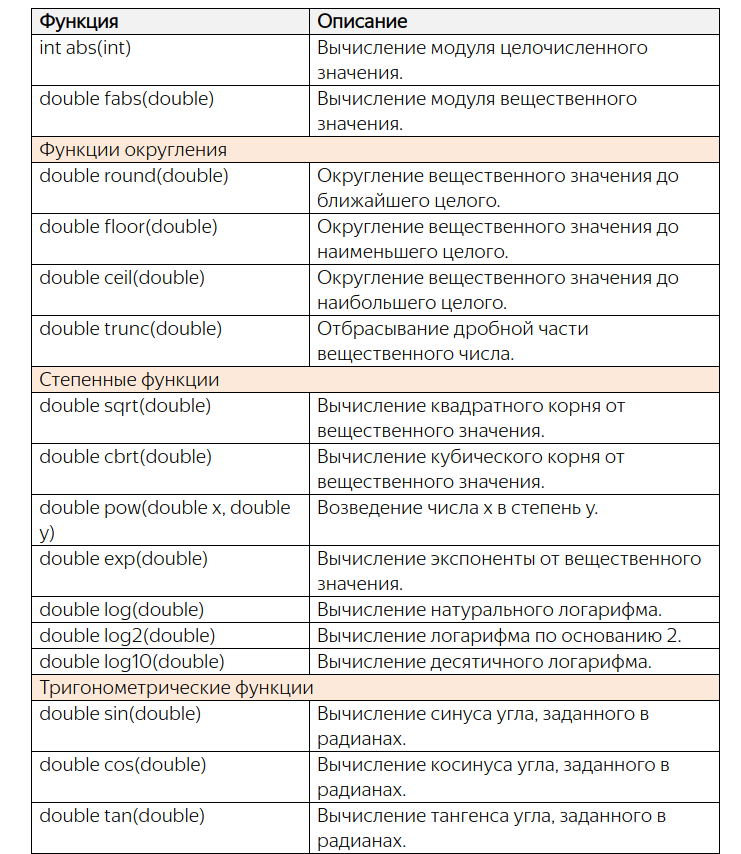 Функция Описание
int abs(int) Вычисление модуля целочисленного
значения.
double fabs(double) Вычисление модуля вещественного
значения.
Функции округления
double round(double) Округление вещественного значения до
ближайшего целого.
double floor(double) Округление вещественного значения до
наименьшего целого.
double ceil(double) Округление вещественного значения до
наибольшего целого.
double trunc(double) Отбрасывание дробной части
вещественного числа.
Степенные функции
double sqrt(double) Вычисление квадратного корня от
вещественного значения.
double cbrt(double) Вычисление кубического корня от
вещественного значения.
double pow(double x, double Возведение числа x в степень y.
y)
double exp(double) Вычисление экспоненты от вещественного
значения.
double log(double) Вычисление натурального логарифма.
double log2(double) Вычисление логарифма по основанию 2.
double log10(double) Вычисление десятичного логарифма.
Тригонометрические функции
double sin(double) Вычисление синуса угла, заданного в
радианах.
double cos(double) Вычисление косинуса угла, заданного в
радианах.
double tan(double) Вычисление тангенса угла, заданного в
радианах.